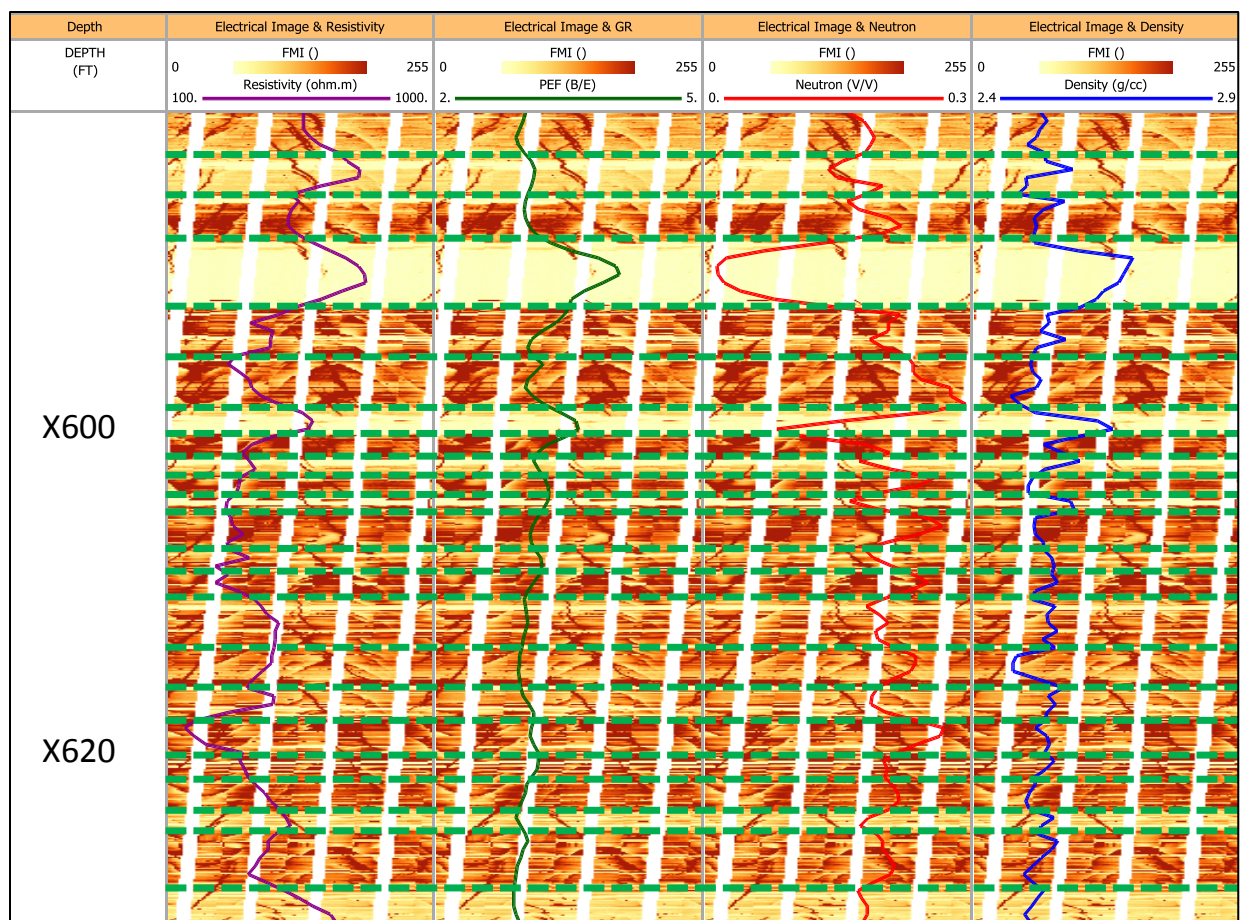 Depth
Electrical Image & Resistivity
Electrical Image & GR
Electrical Image & Neutron
Electrical Image & Density
DEPTH
(FT)
FMI ()
0 255
Resistivity (ohm.m)
100. 1000.
FMI ()
0 255
PEF (B/E)
2. 5.
FMI ()
0 255
Neutron (V/V)
0. 0.3
FMI ()
0 255
Density (g/cc)
2.4 2.9
X600
X620